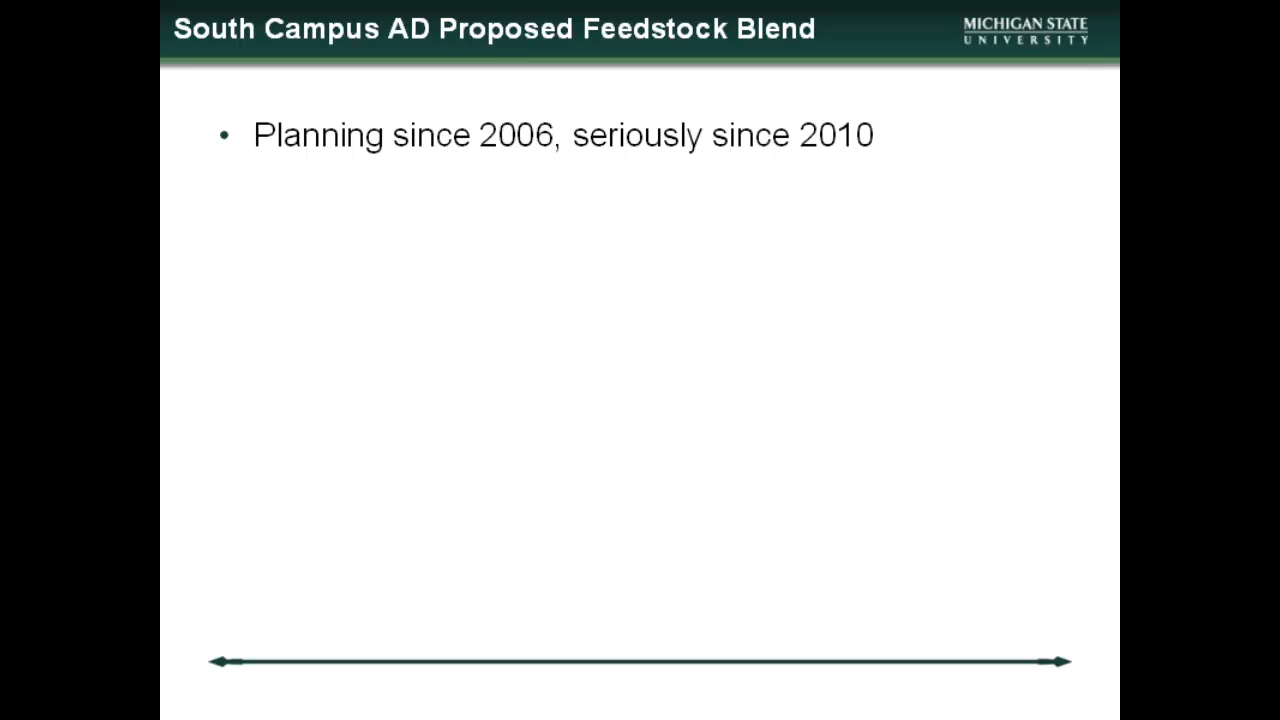 South Campus AD Proposed Feedstock Blend
MICHIGAN STATE
UNIVERSITY
• Planning since 2006, seriously since 2010